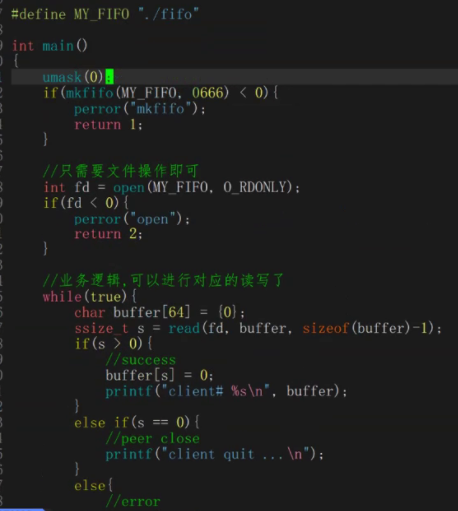 #define MY_FIFO "./fifo"
int main()
{
    umask(0);
    if(mkfifo(MY_FIFO, 0666) < 0){
        perror("mkfifo");
        return 1;
    }
    //只需要文件操作即可
    int fd = open(MY_FIFO, O_RDONLY);
    if(fd < 0){
        perror("open");
        return 2;
    }
    //业务逻辑,可以进行对应的读写了
    while(true){
        char buffer[64] = {0};
        ssize_t s = read(fd, buffer, sizeof(buffer)-1);
        if(s > 0){
            //success
            buffer[s] = 0;
            printf("client# %s\n", buffer);
        }
        else if(s == 0){
            //peer close
            printf("client quit ...\n");
        }
        else{
            //error